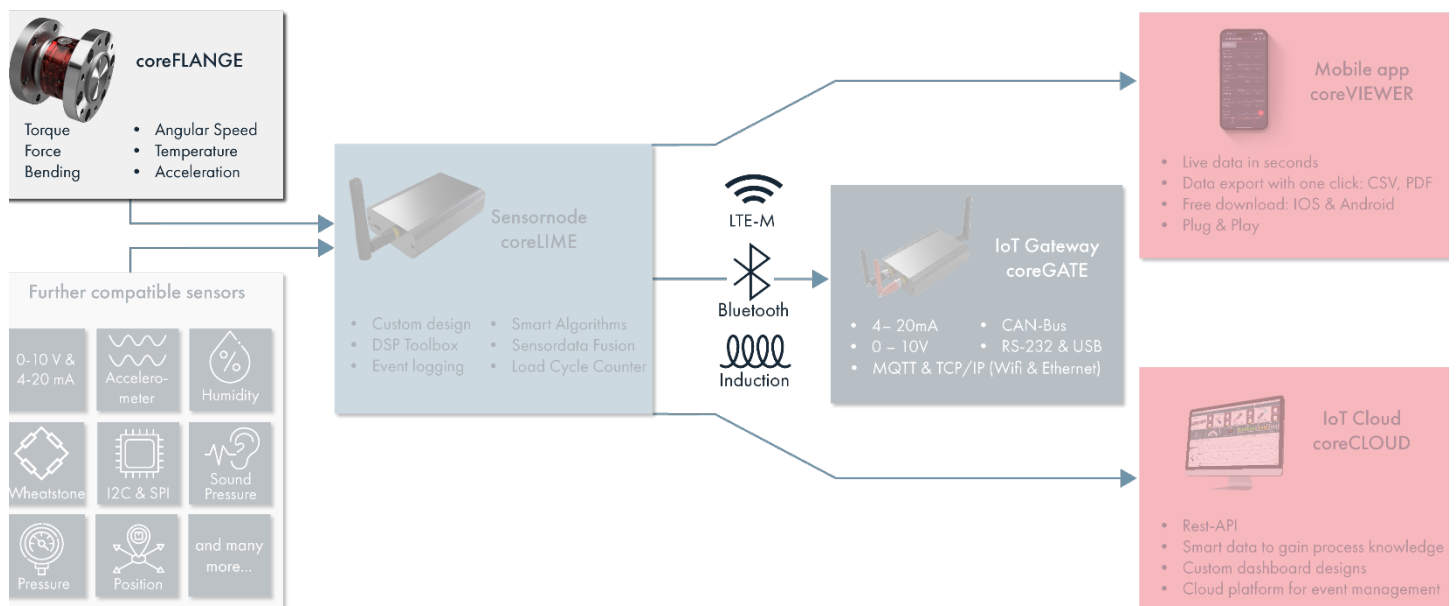 coreFLANGE
Torque
Force
Bending
• Angular Speed
• Temperature
• Acceleration
Further compatible sensors
0-10 V &
4-20 mA
Accelero-
meter
Humidity
Wheatstone
I2C & SPI
Sound
Pressure
Pressure
Position
and many
more...
Sensornode
coreLIME
• Custom design
• DSP Toolbox
• Event logging
• Smart Algorithms
• Sensordata Fusion
• Load Cycle Counter
LTE-M
Bluetooth
Induction
IoT Gateway
coreGATE
• 4– 20mA
• 0 – 10V
• MQTT & TCP/IP (Wifi & Ethernet)
• CAN-Bus
• RS-232 & USB
Mobile app
coreVIEWER
• Live data in seconds
• Data export with one click: CSV, PDF
• Free download: IOS & Android
• Plug & Play
IoT Cloud
coreCLOUD
• Rest-API
• Smart data to gain process knowledge
• Custom dashboard designs
• Cloud platform for event management